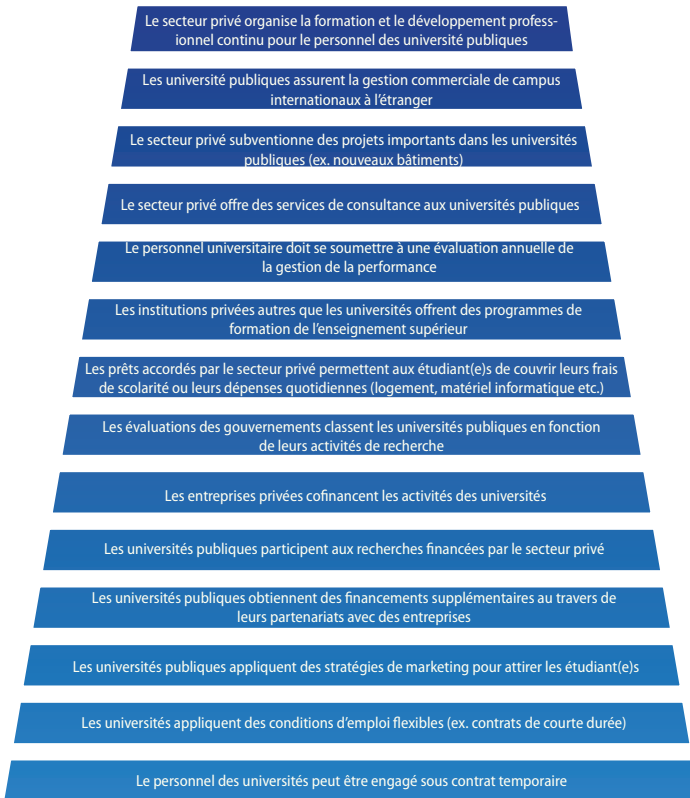 Le secteur privé organise la formation et le développement profess-
ionnel continu pour le personnel des université publiques
Les université publiques assurent la gestion commerciale de campus
internationaux à l'étranger
Le secteur privé subventionne des projets importants dans les universités
publiques (ex. nouveaux bâtiments)
Le secteur privé offre des services de consultance aux universités publiques
Le personnel universitaire doit se soumettre à une évaluation annuelle de
la gestion de la performance
Les institutions privées autres que les universités offrent des programmes de
formation de l'enseignement supérieur
Les prêts accordés par le secteur privé permettent aux étudiant(e)s de couvrir leurs frais
de scolarité ou leurs dépenses quotidiennes (logement, matériel informatique etc.)
Les évaluations des gouvernements classent les universités publiques en fonction
de leurs activités de recherche
Les entreprises privées cofinancent les activités des universités
Les universités publiques participent aux recherches financées par le secteur privé
Les universités publiques obtiennent des financements supplémentaires au travers de
leurs partenariats avec des entreprises
Les universités publiques appliquent des stratégies de marketing pour attirer les étudiant(e)s
Les universités appliquent des conditions d'emploi flexibles (ex. contrats de courte durée)
Le personnel des universités peut être engagé sous contrat temporaire